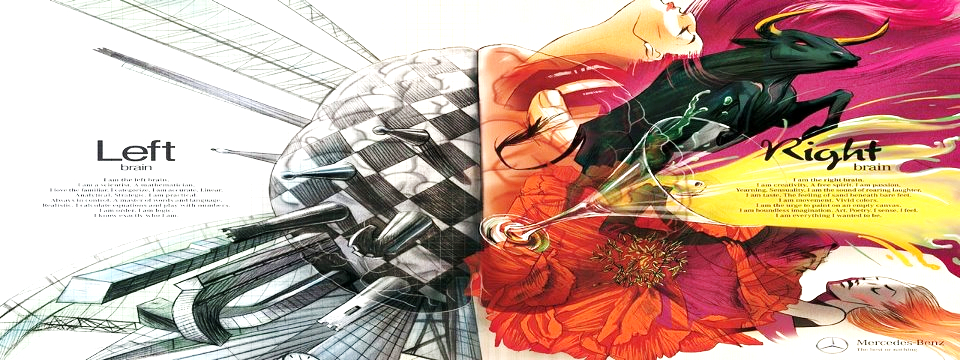 Left
brain
I am the left brain.
I am a scientist. A mathematician.
I love the familiar. I categorize. I am accurate. Linear.
Analytical. Strategic. I am practical.
Always in control. A master of words and language.
Realistic. I calculate equations and play with numbers.
I am order. I am logic.
I know exactly who I am.
Right
brain
I am the right brain.
I am creativity. A free spirit. I am passion.
Yearning. Sensuality. I am the sound of roaring laughter.
I am taste. The feeling of sand beneath bare feet.
I am movement. Vivid colors.
I am the urge to paint on an empty canvas.
I am boundless imagination. Art. Poetry. I sense. I feel.
I am everything I wanted to be.
Mercedes-Benz
The best or nothing.